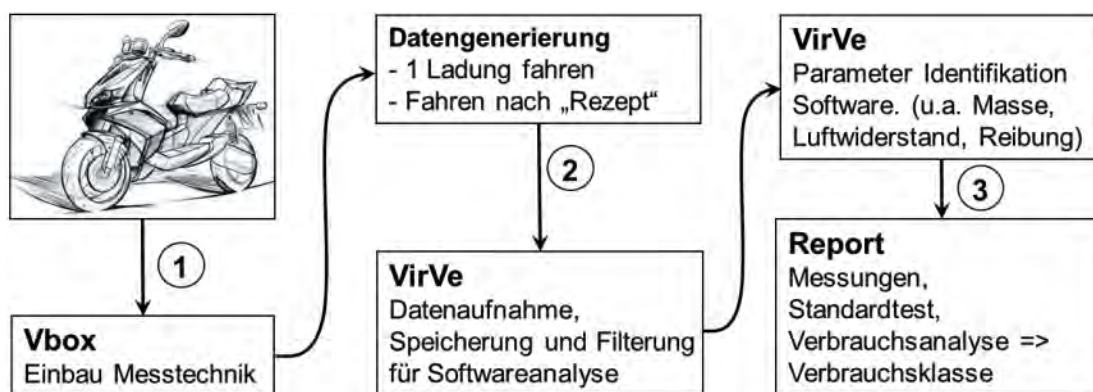 1
Vbox
Einbau Messtechnik
Datengenerierung
- 1 Ladung fahren
- Fahren nach „Rezept“
2
VirVe
Datenaufnahme,
Speicherung und Filterung
für Softwareanalyse
VirVe
Parameter Identifikation
Software. (u.a. Masse,
Luftwiderstand, Reibung)
3
Report
Messungen,
Standardtest,
Verbrauchsanalyse =>
Verbrauchsklasse